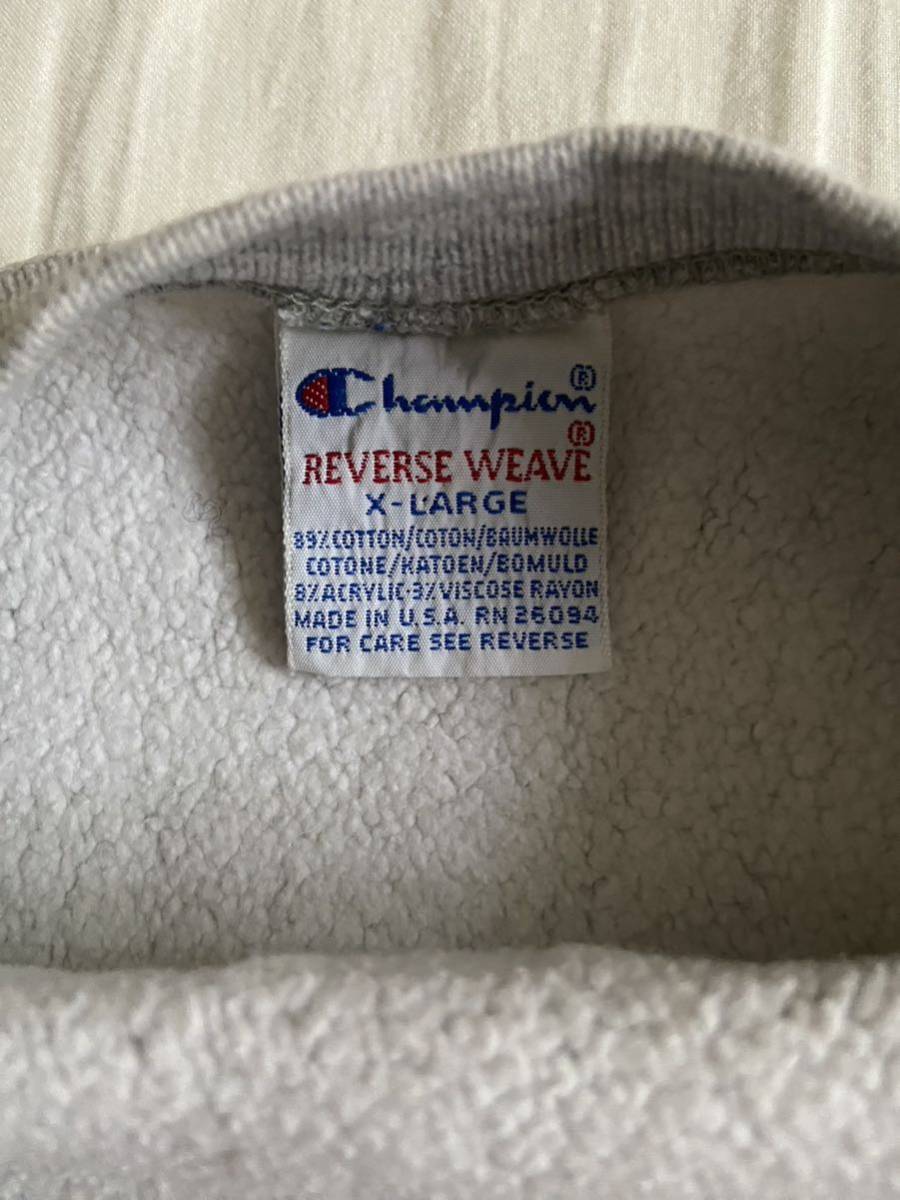 Champion®
REVERSE WEAVE®
X-LARGE
89% COTTON/COTON/BAUMWOLLE
COTONE/KATOEN/BOMULD
8% ACRYLIC·3% VISCOSE RAYON
MADE IN U.S.A. RN 26094
FOR CARE SEE REVERSE